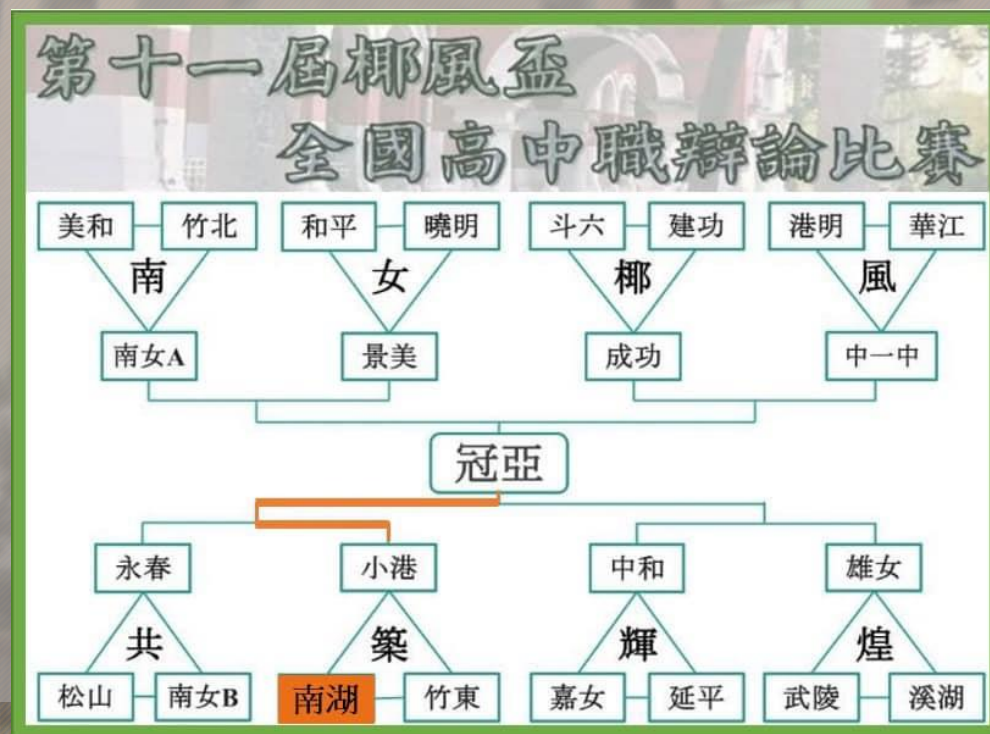 第十一屆椰風盃
全國高中職辯論比賽
美和 竹北 和平 曉明 斗六 建功 港明 華江
南 女 椰 風
南女A 景美 成功 中一中
冠亞
永春 小港 中和 雄女
共 築 輝 煌
松山 南女B 南湖 竹東 嘉女 延平 武陵 溪湖